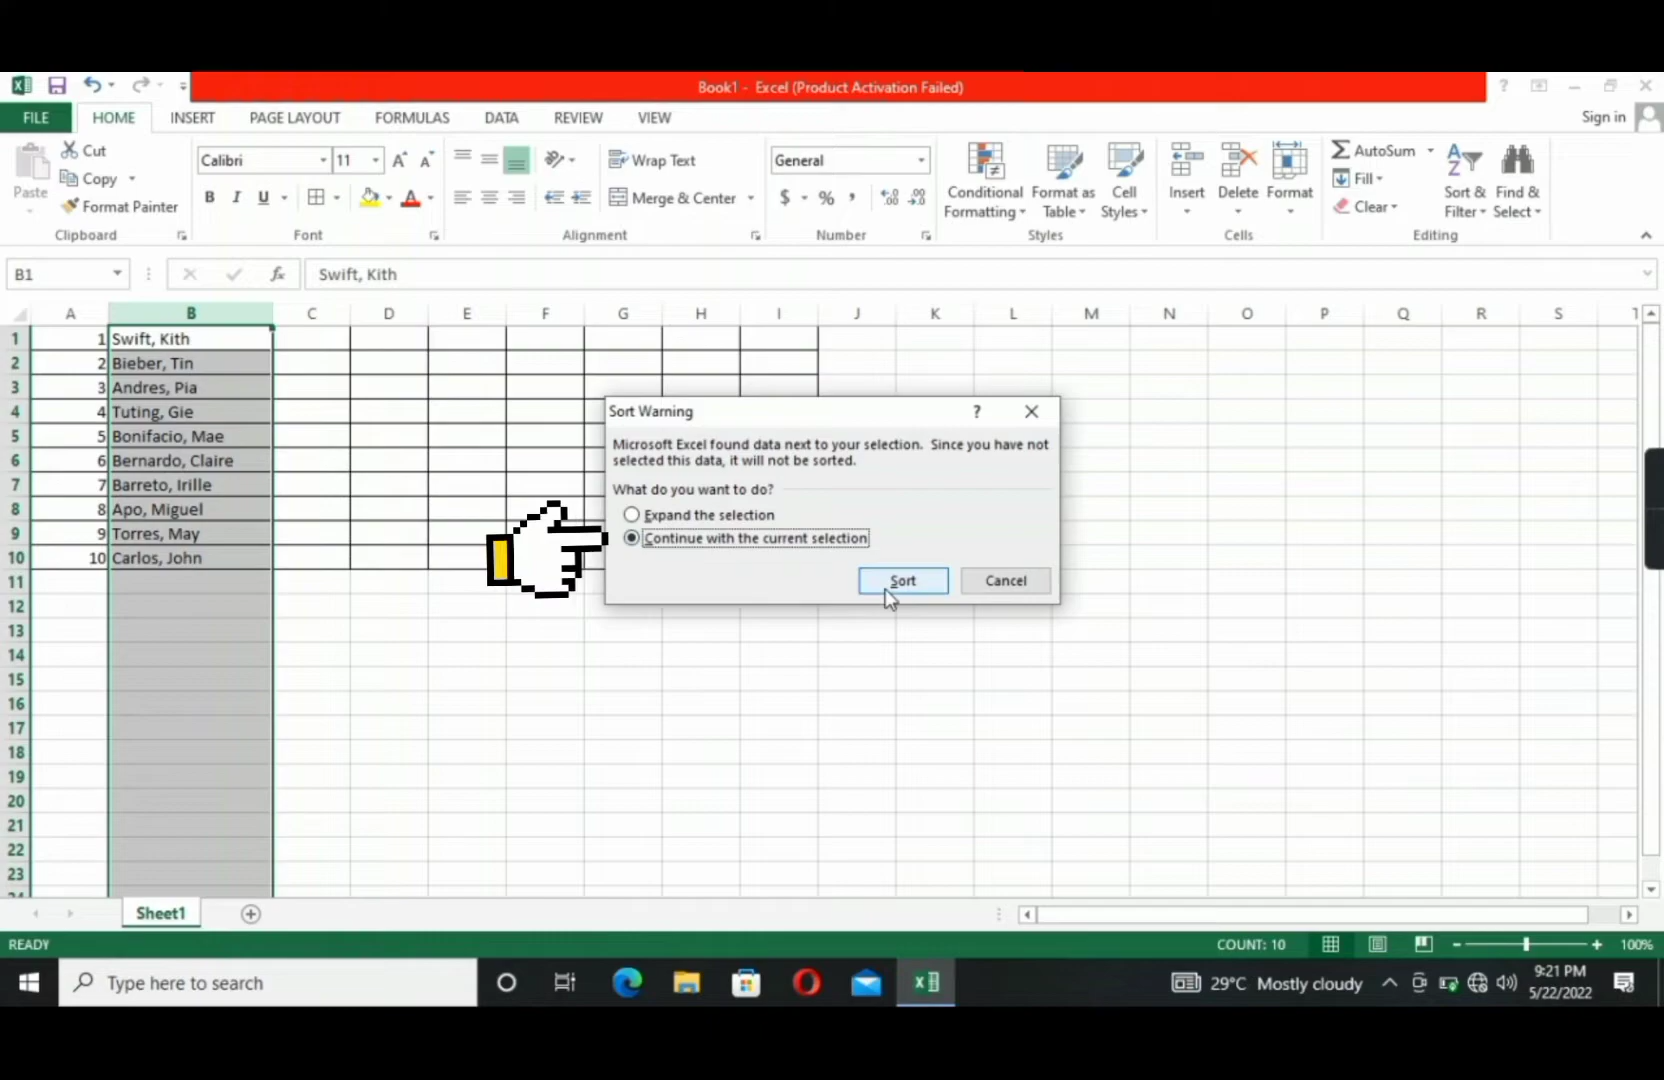 Book1 - Excel (Product Activation Failed)
FILE HOME INSERT PAGE LAYOUT FORMULAS DATA REVIEW VIEW Sign in
Paste
Cut
Copy
Format Painter
Clipboard
Calibri 11
B I U
Font
Wrap Text
Merge & Center
Alignment
General
$ % ,
Number
Conditional Formatting
Format as Table
Cell Styles
Styles
Insert Delete Format
Cells
AutoSum
Fill
Clear
Sort & Filter
Find & Select
Editing
B1 fx Swift, Kith
A B C D E F G H I J K L M N O P Q R S
1 1 Swift, Kith
2 2 Bieber, Tin
3 3 Andres, Pia
4 4 Tuting, Gie
5 5 Bonifacio, Mae
6 6 Bernardo, Claire
7 7 Barreto, Irille
8 8 Apo, Miguel
9 9 Torres, May
10 10 Carlos, John
11
12
13
14
15
16
17
18
19
20
21
22
23
Sort Warning ?
Microsoft Excel found data next to your selection. Since you have not
selected this data, it will not be sorted.
What do you want to do?
Expand the selection
Continue with the current selection
Sort Cancel
Sheet1
READY COUNT: 10 100%
Type here to search
29°C Mostly cloudy
9:21 PM
5/22/2022